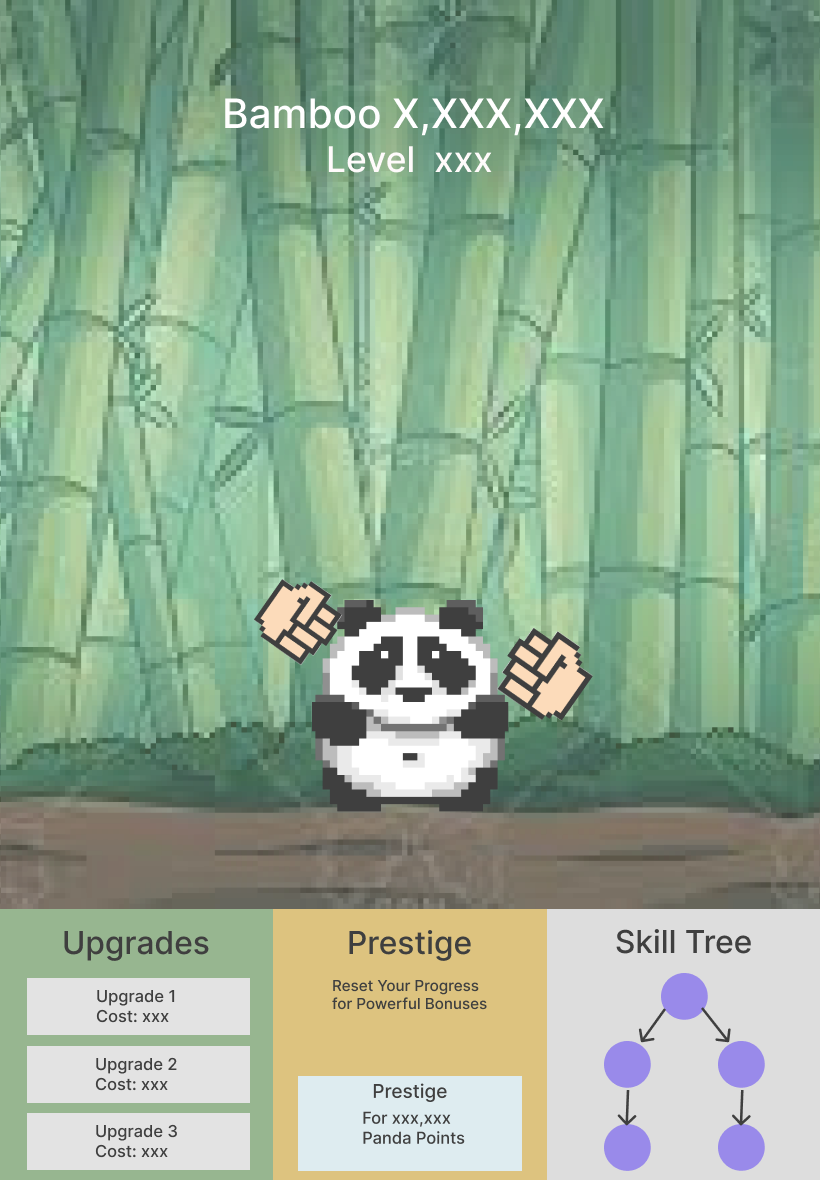 Bamboo X,XXX,XXX
Level xxx
Upgrades
Upgrade 1
Cost: xxx
Upgrade 2
Cost: xxx
Upgrade 3
Cost: xxx
Prestige
Reset Your Progress
for Powerful Bonuses
Prestige
For xxx,xxx
Panda Points
Skill Tree